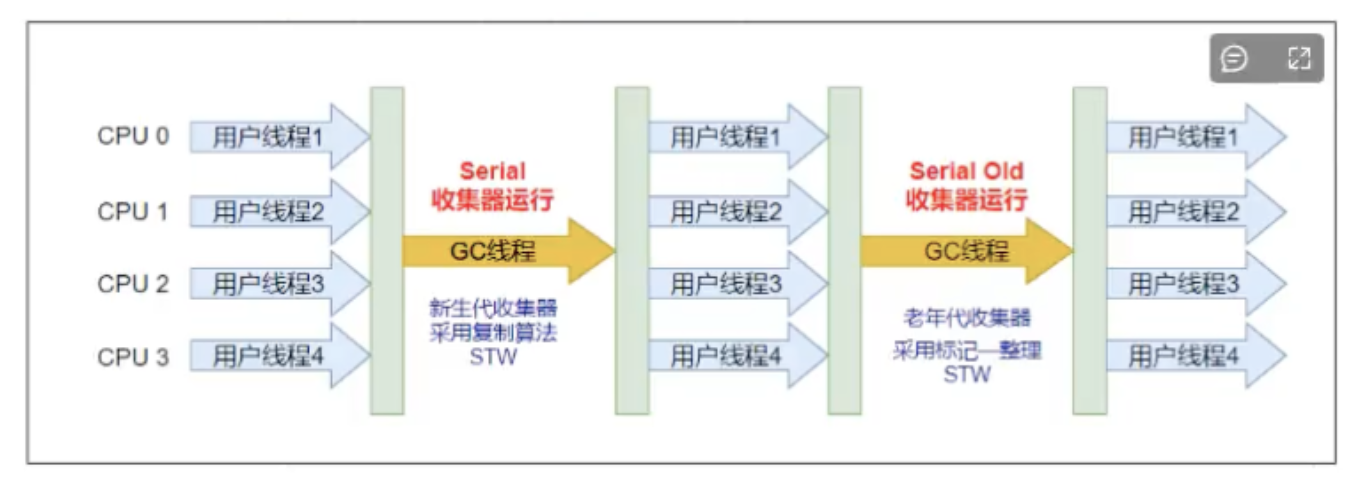 CPU 0
用户线程1
CPU 1
用户线程2
CPU 2
用户线程3
CPU 3
用户线程4
Serial
收集器运行
GC线程
新生代收集器
采用复制算法
STW
用户线程1
用户线程2
用户线程3
用户线程4
Serial Old
收集器运行
GC线程
老年代收集器
采用标记—整理
STW
用户线程1
用户线程2
用户线程3
用户线程4